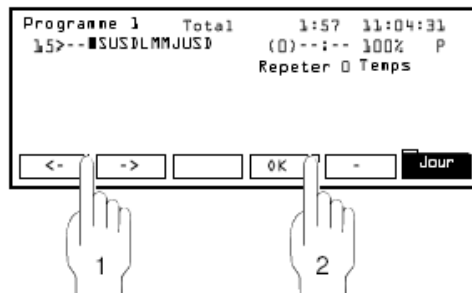 Programme 1 Total 1:57 11:04:31
15>--■SUSDLMMJUSD (0)--:-- 100% P
Repeter 0 Temps
<- -> OK - Jour
1 2